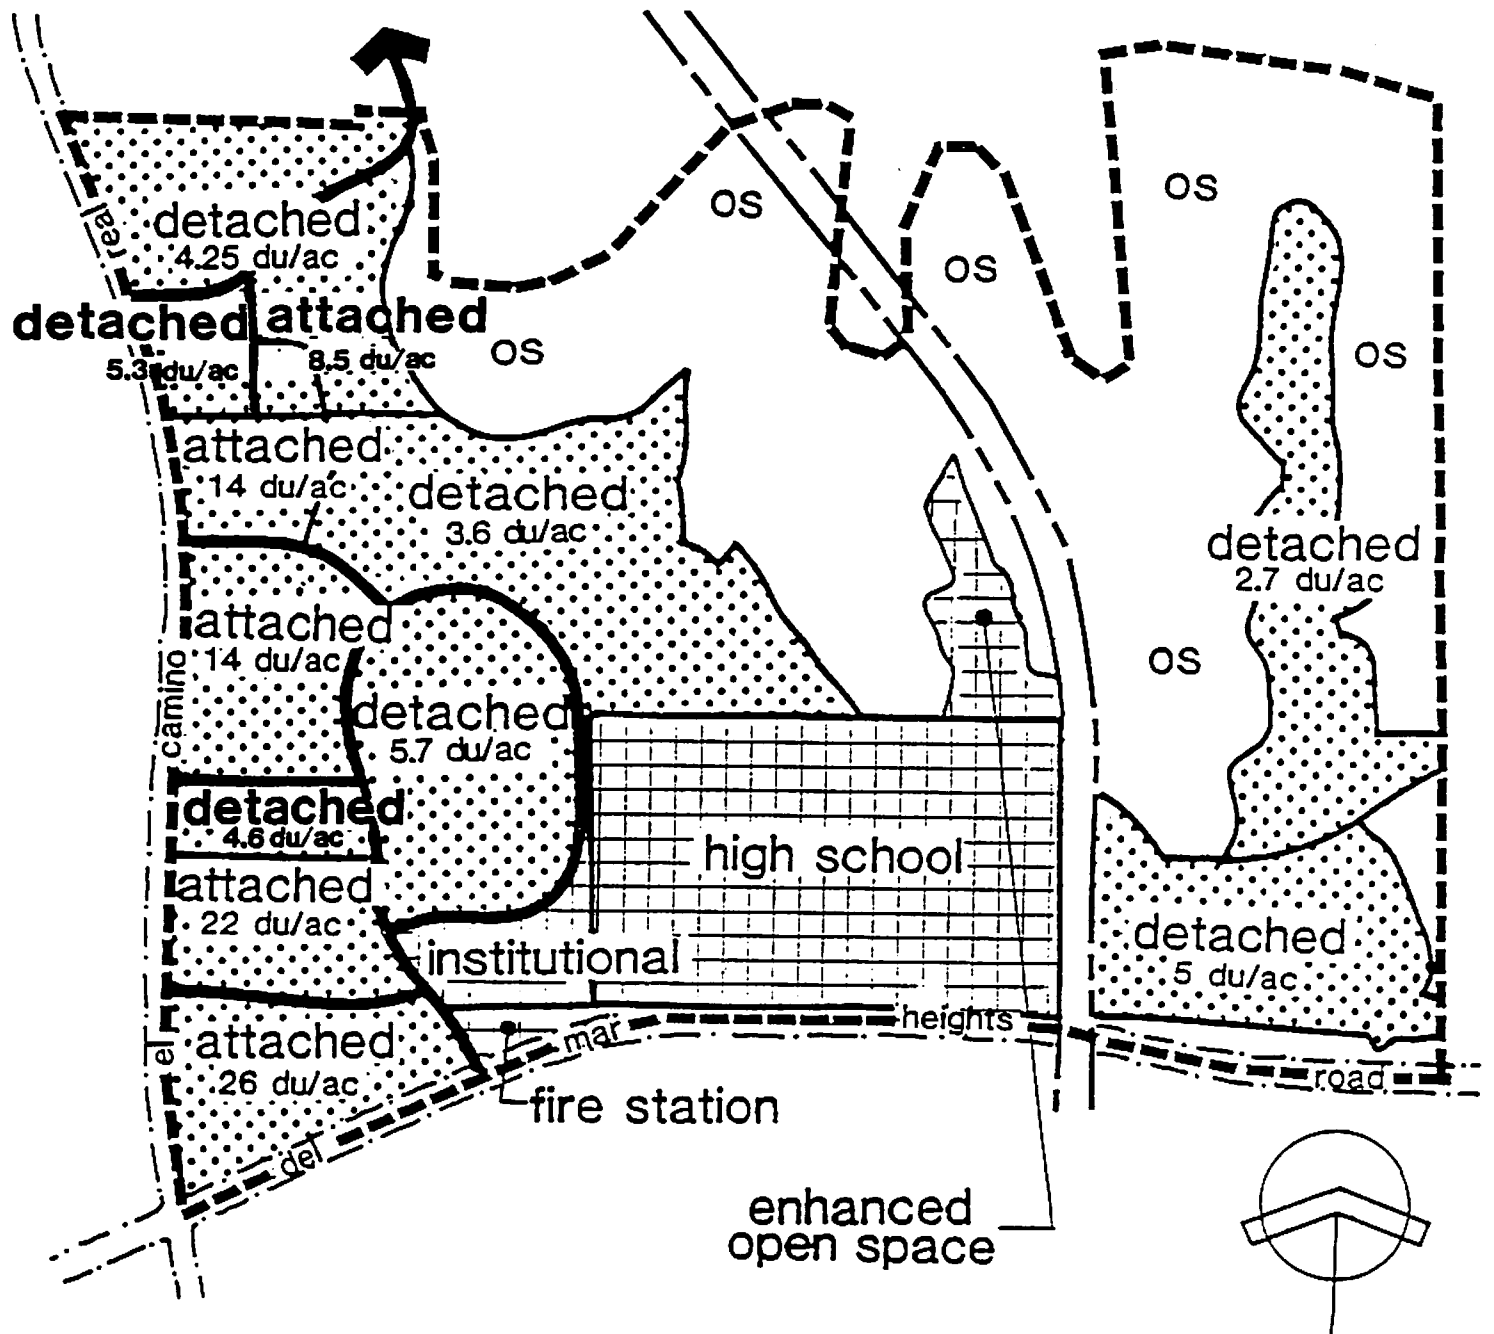 os
os
os
detached
4.25 du/ac
real
detached
5.3 du/ac
attached
8.5 du/ac
os
os
attached
14 du/ac
detached
3.6 du/ac
detached
2.7 du/ac
attached
14 du/ac
os
camino
detached
5.7 du/ac
detached
4.6 du/ac
high school
attached
22 du/ac
detached
5 du/ac
institutional
el
attached
26 du/ac
del
mar
heights
road
fire station
enhanced
open space